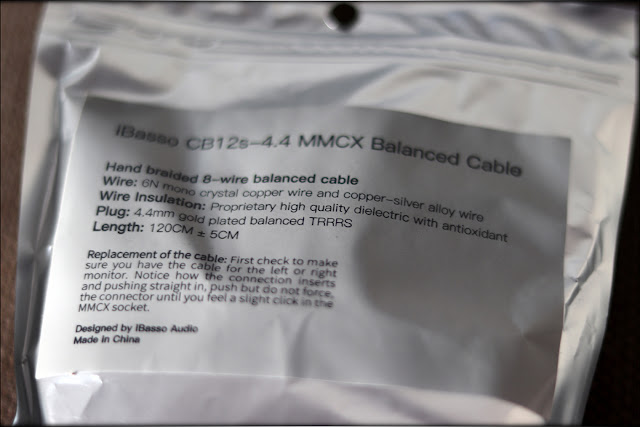 iBasso CB12s-4.4 MMCX Balanced Cable
Hand braided 8-wire balanced cable
Wire: 6N mono crystal copper wire and copper-silver alloy wire
Wire Insulation: Proprietary high quality dielectric with antioxidant
Plug: 4.4mm gold plated balanced TRRRS
Length: 120CM ± 5CM
Replacement of the cable: First check to make
sure you have the cable for the left or right
monitor. Notice how the connection inserts
and pushing straight in, push but do not force,
the connector until you feel a slight click in the
MMCX socket.
Designed by iBasso Audio
Made in China